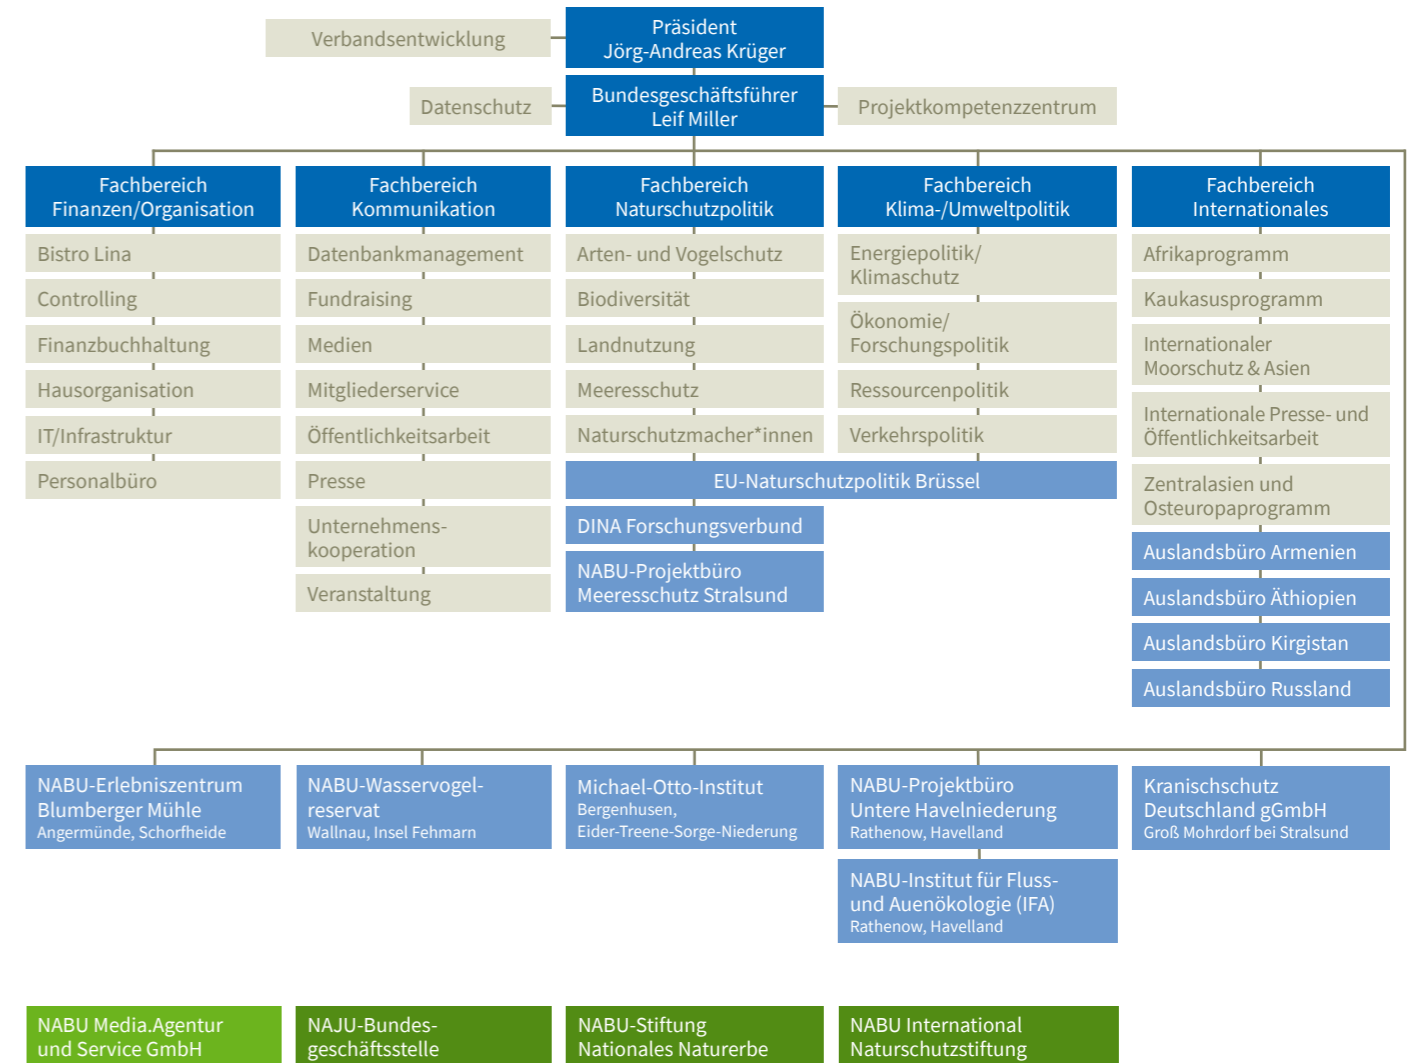 Verbandsentwicklung
Präsident
Jörg-Andreas Krüger
Datenschutz
Bundesgeschäftsführer
Leif Miller
Projektkompetenzzentrum
Fachbereich
Finanzen/Organisation
Bistro Lina
Controlling
Finanzbuchhaltung
Hausorganisation
IT/Infrastruktur
Personalbüro
Fachbereich
Kommunikation
Datenbankmanagement
Fundraising
Medien
Mitgliederservice
Öffentlichkeitsarbeit
Presse
Unternehmens-
kooperation
Veranstaltung
Fachbereich
Naturschutzpolitik
Arten- und Vogelschutz
Biodiversität
Landnutzung
Meeresschutz
Naturschutzmacher*innen
Fachbereich
Klima-/Umweltpolitik
Energiepolitik/
Klimaschutz
Ökonomie/
Forschungspolitik
Ressourcenpolitik
Verkehrspolitik
EU-Naturschutzpolitik Brüssel
DINA Forschungsverbund
NABU-Projektbüro
Meeresschutz Stralsund
Fachbereich
Internationales
Afrikaprogramm
Kaukasusprogramm
Internationaler
Moorschutz & Asien
Internationale Presse- und
Öffentlichkeitsarbeit
Zentralasien und
Osteuropaprogramm
Auslandsbüro Armenien
Auslandsbüro Äthiopien
Auslandsbüro Kirgistan
Auslandsbüro Russland
NABU-Erlebniszentrum
Blumberger Mühle
Angermünde, Schorfheide
NABU-Wasservogel-
reservat
Wallnau, Insel Fehmarn
Michael-Otto-Institut
Bergenhusen,
Eider-Treene-Sorge-Niederung
NABU-Projektbüro
Untere Havelniederung
Rathenow, Havelland
NABU-Institut für Fluss-
und Auenökologie (IFA)
Rathenow, Havelland
Kranischschutz
Deutschland gGmbH
Groß Mohrdorf bei Stralsund
NABU Media.Agentur
und Service GmbH
NAJU-Bundes-
geschäftsstelle
NABU-Stiftung
Nationales Naturerbe
NABU International
Naturschutzstiftung